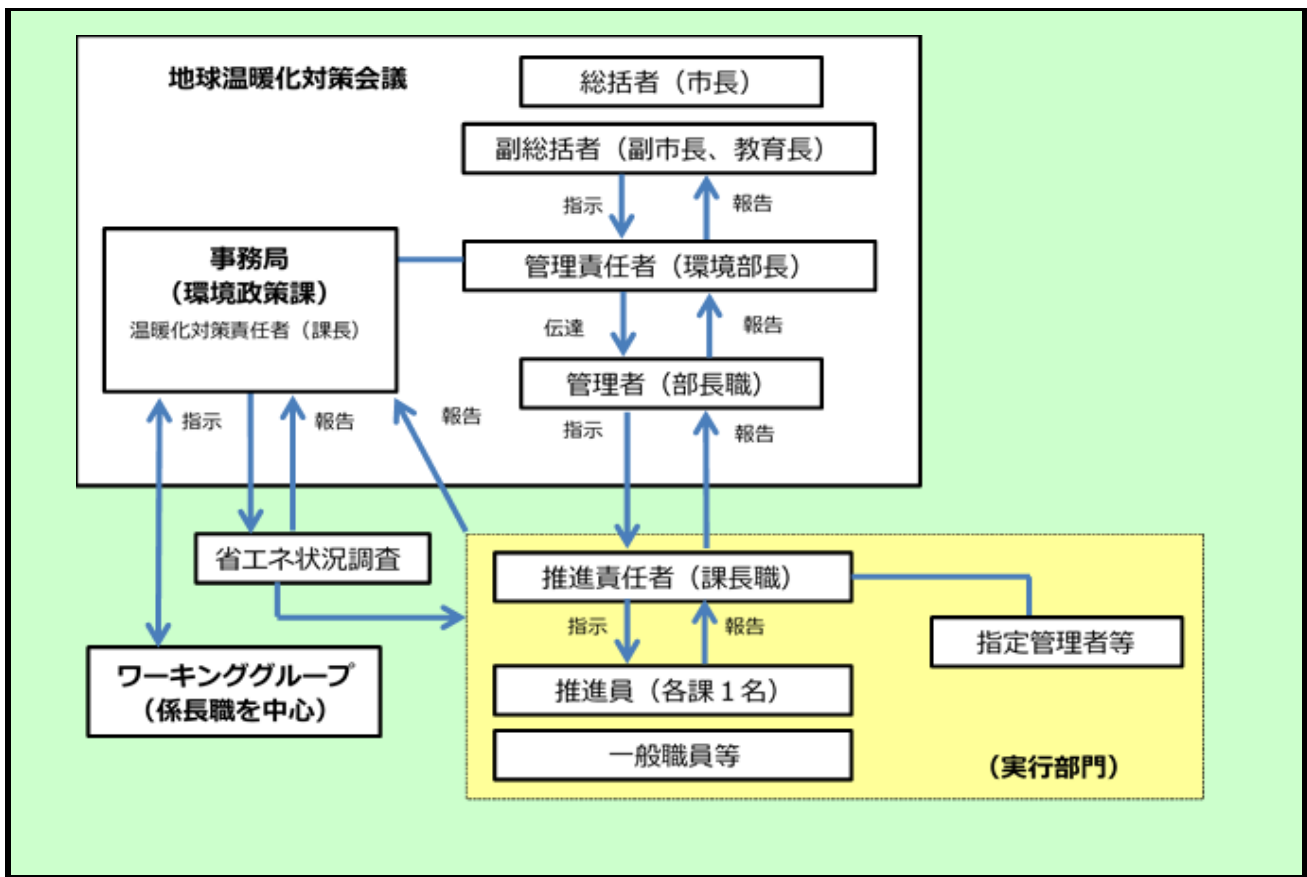 地球温暖化対策会議
総括者（市長）
副総括者（副市長、教育長）
指示
報告
事務局
（環境政策課）
温暖化対策責任者（課長）
管理責任者（環境部長）
伝達
報告
管理者（部長職）
指示
報告
報告
指示
報告
省エネ状況調査
ワーキンググループ
（係長職を中心）
推進責任者（課長職）
指示
報告
指定管理者等
推進員（各課１名）
一般職員等
（実行部門）